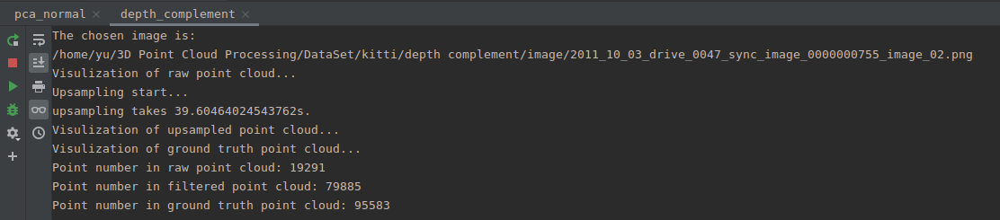 pca_normal
depth_complement
The chosen image is:
/home/yu/3D Point Cloud Processing/DataSet/kitti/depth complement/image/2011_10_03_drive_0047_sync_image_0000000755_image_02.png
Visulization of raw point cloud...
Upsampling start...
upsampling takes 39.60464024543762s.
Visulization of upsampled point cloud...
Visulization of ground truth point cloud...
Point number in raw point cloud: 19291
Point number in filtered point cloud: 79885
Point number in ground truth point cloud: 95583